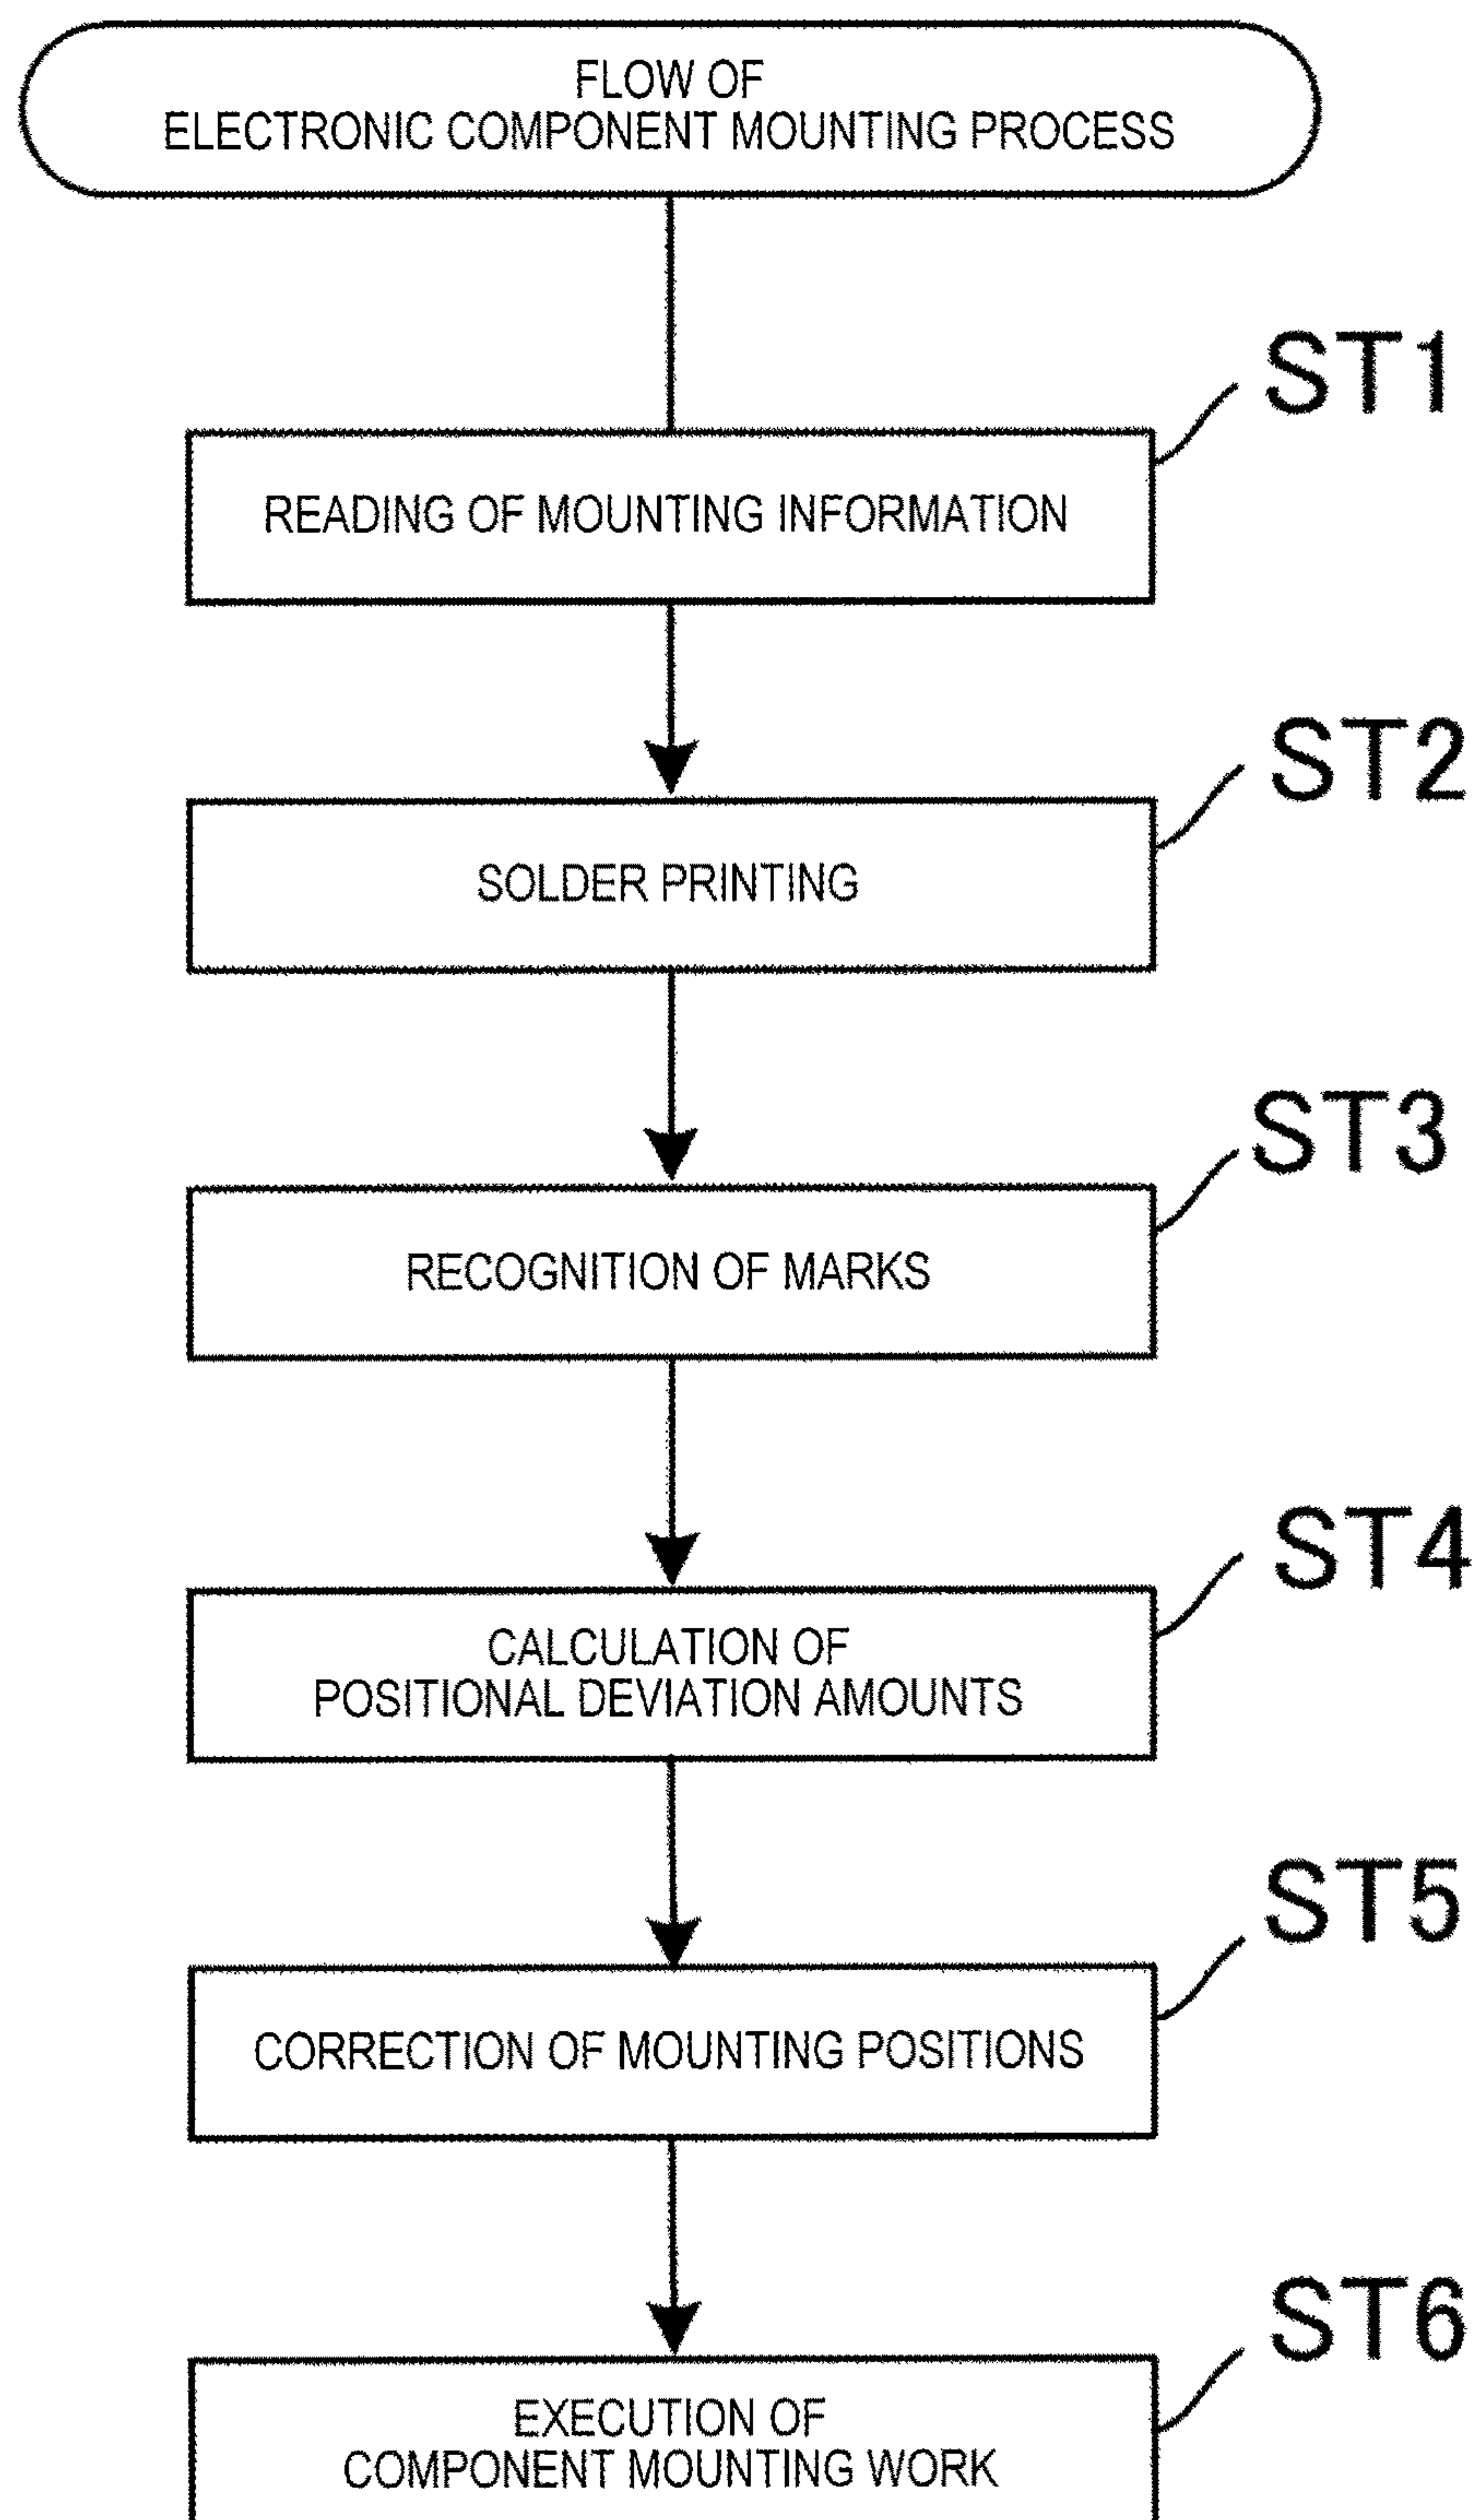 FLOW OF
ELECTRONIC COMPONENT MOUNTING PROCESS
ST1
READING OF MOUNTING INFORMATION
ST2
SOLDER PRINTING
ST3
RECOGNITION OF MARKS
ST4
CALCULATION OF
POSITIONAL DEVIATION AMOUNTS
ST5
CORRECTION OF MOUNTING POSITIONS
ST6
EXECUTION OF
COMPONENT MOUNTING WORK